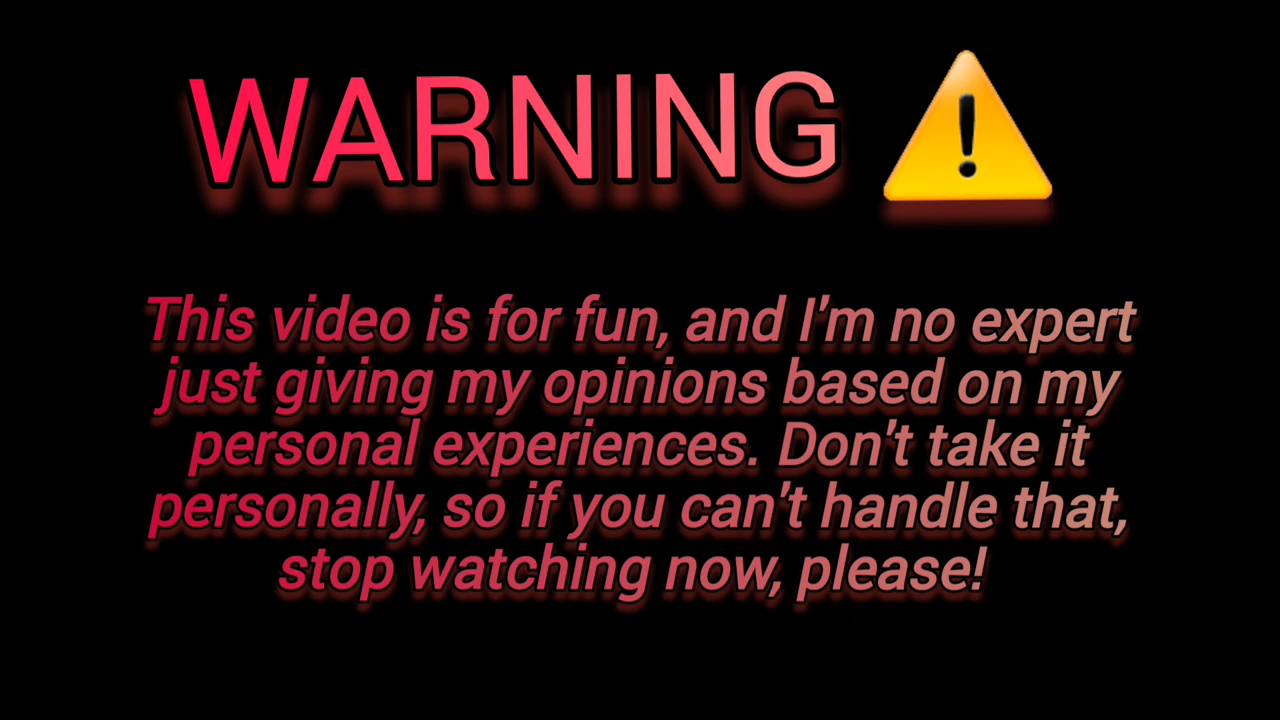 WARNING ⚠️
This video is for fun, and I'm no expert
just giving my opinions based on my
personal experiences. Don't take it
personally, so if you can't handle that,
stop watching now, please!